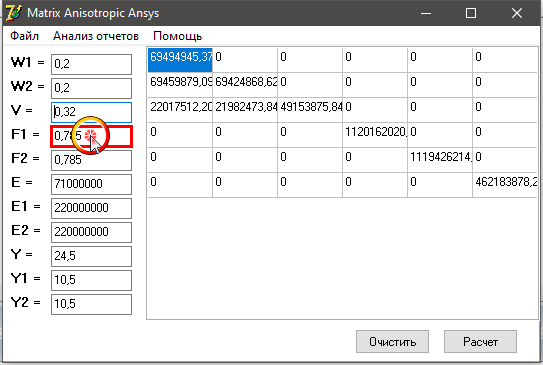 Matrix Anisotropic Ansys
Файл Анализ отчетов Помощь
W1 = 0,2
W2 = 0,2
V = 0,32
F1 = 0,785
F2 = 0,785
E = 71000000
E1 = 220000000
E2 = 220000000
Y = 24,5
Y1 = 10,5
Y2 = 10,5
69494945,37 0 0 0 0 0
69459879,09 69424868,62 0 0 0 0
22017512,20 21982473,84 49153875,84 0 0 0
0 0 0 1120162020, 0 0
0 0 0 0 1119426214, 0
0 0 0 0 0 462183878,2
Очистить Расчет